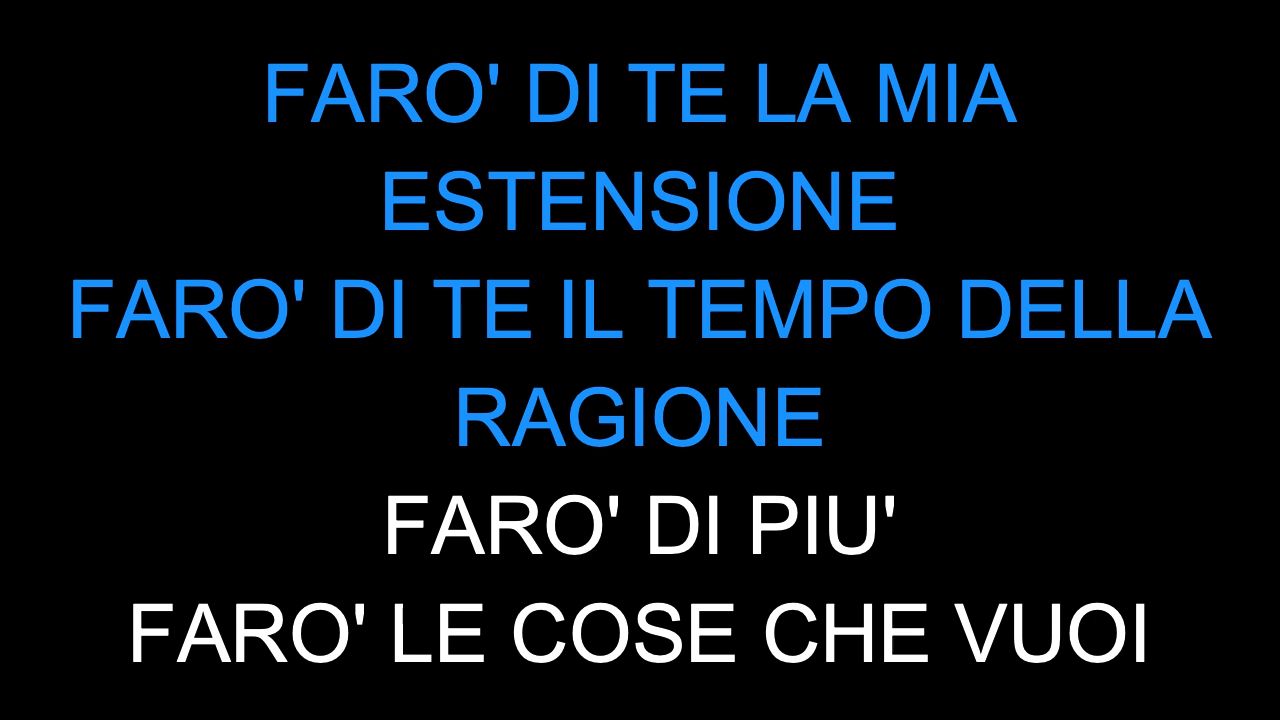 FARO' DI TE LA MIA
ESTENSIONE
FARO' DI TE IL TEMPO DELLA
RAGIONE
FARO' DI PIU'
FARO' LE COSE CHE VUOI